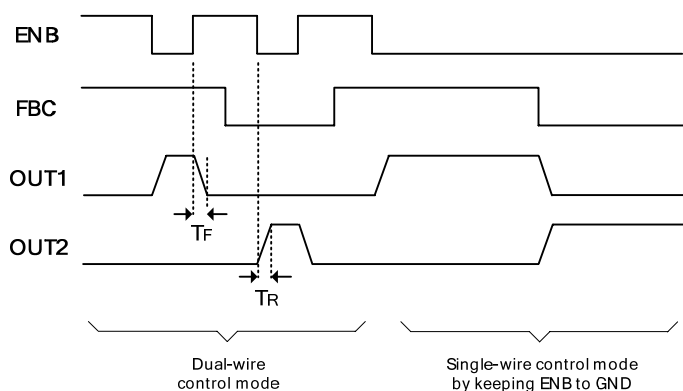 ENB
FBC
OUT1
TF
OUT2
TR
Dual-wire
control mode
Single-wire control mode
by keeping ENB to GND